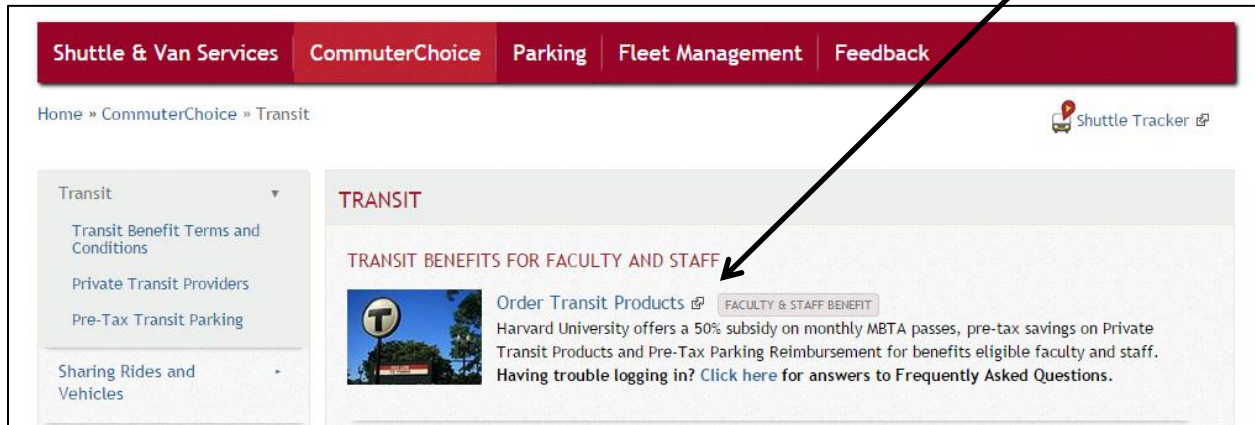 Shuttle & Van Services CommuterChoice Parking Fleet Management Feedback
Home » CommuterChoice » Transit
Shuttle Tracker
Transit
Transit Benefit Terms and
Conditions
Private Transit Providers
Pre-Tax Transit Parking
Sharing Rides and
Vehicles
TRANSIT
TRANSIT BENEFITS FOR FACULTY AND STAFF
T
Order Transit Products FACULTY & STAFF BENEFIT
Harvard University offers a 50% subsidy on monthly MBTA passes, pre-tax savings on Private
Transit Products and Pre-Tax Parking Reimbursement for benefits eligible faculty and staff.
Having trouble logging in? Click here for answers to Frequently Asked Questions.